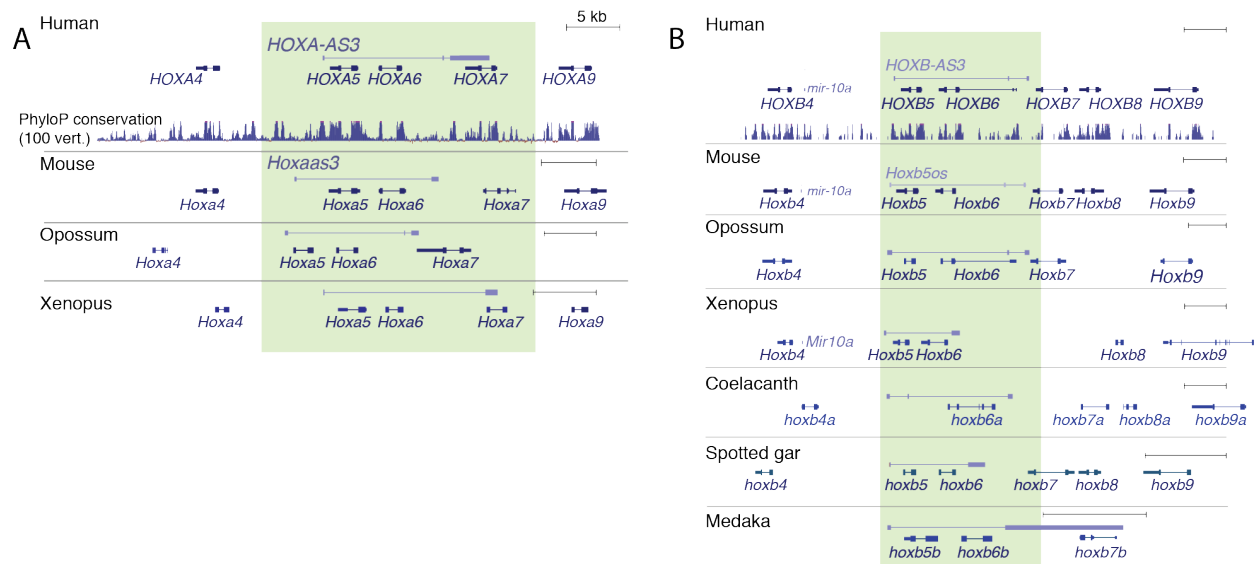 A
Human
5 kb
HOXA-AS3
HOXA4
HOXA5
HOXA6
HOXA7
HOXA9
PhyloP conservation
(100 vert.)
Mouse
Hoxaas3
Hoxa4
Hoxa5
Hoxa6
Hoxa7
Hoxa9
Opossum
Hoxa4
Hoxa5
Hoxa6
Hoxa7
Xenopus
Hoxa4
Hoxa5
Hoxa6
Hoxa7
Hoxa9
B
Human
HOXB-AS3
mir-10a
HOXB4
HOXB5
HOXB6
HOXB7
HOXB8
HOXB9
Mouse
Hoxb5os
mir-10a
Hoxb4
Hoxb5
Hoxb6
Hoxb7
Hoxb8
Hoxb9
Opossum
Hoxb4
Hoxb5
Hoxb6
Hoxb7
Hoxb9
Xenopus
Mir10a
Hoxb4
Hoxb5
Hoxb6
Hoxb8
Hoxb9
Coelacanth
hoxb4a
hoxb6a
hoxb7a
hoxb8a
hoxb9a
Spotted gar
hoxb4
hoxb5
hoxb6
hoxb7
hoxb8
hoxb9
Medaka
hoxb5b
hoxb6b
hoxb7b